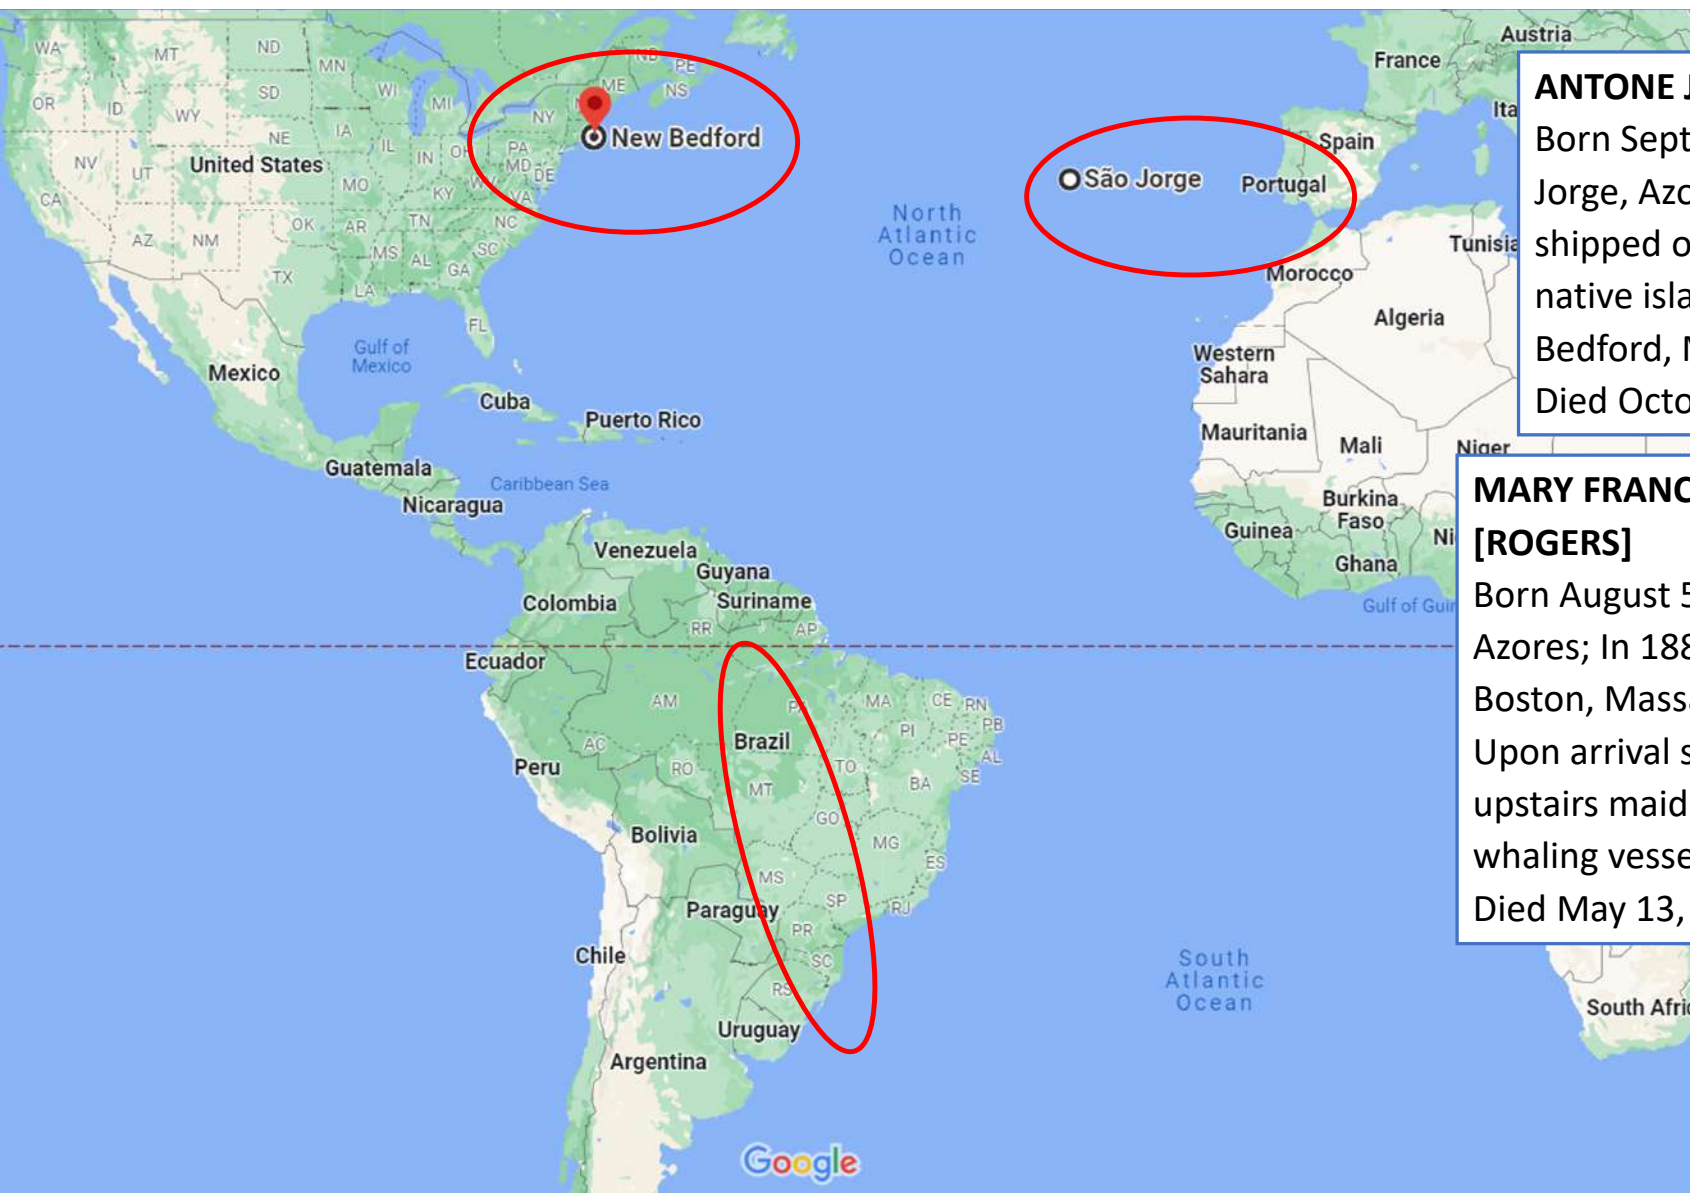 WA
MT
ND
MN
OR
ID
WY
SD
WI
MI
NE
IA
NV
UT
United States
IL
IN
CA
MO
KY
AZ
NM
OK
AR
TN
NC
TX
MS
AL
GA
SC
LA
FL
NY
ME
NB
PE
NS
PA
MD
DE
VA
New Bedford
North
Atlantic
Ocean
São Jorge
Portugal
Spain
France
Austria
Morocco
Tunisia
Algeria
Western
Sahara
Mauritania
Mali
Niger
Burkina
Faso
Guinea
Ghana
Gulf of
Mexico
Mexico
Cuba
Puerto Rico
Guatemala
Caribbean Sea
Nicaragua
Venezuela
Guyana
Suriname
Colombia
RR
AP
Ecuador
AM
PA
MA
CE
RN
PB
PI
PE
AL
SE
Brazil
AC
RO
TO
BA
Peru
MT
GO
Bolivia
MG
ES
MS
SP
RJ
Paraguay
PR
Chile
SC
RS
Uruguay
Argentina
South
Atlantic
Ocean
Google
ANTONE
Born Sept
Jorge, Azo
shipped o
native isla
Bedford,
Died Octo
MARY FRANC
[ROGERS]
Born August 5
Azores; In 188
Boston, Mass
Upon arrival s
upstairs maid
whaling vesse
Died May 13,
South Afri